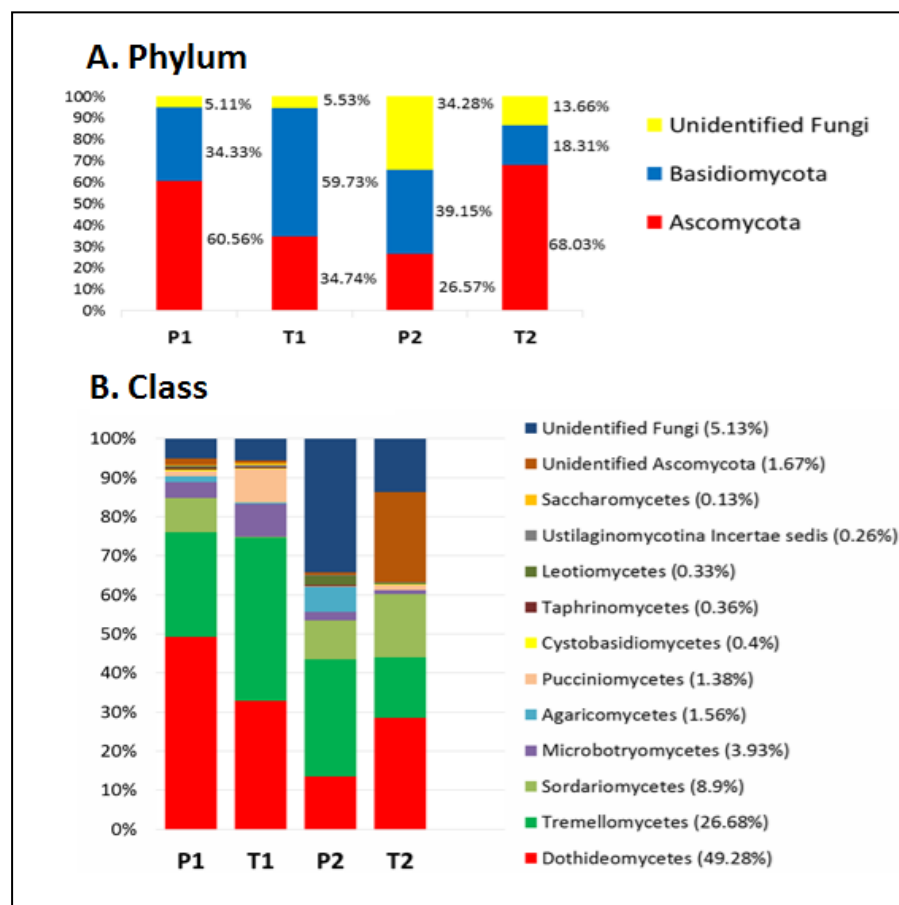 A. Phylum
100%
90%
80%
70%
60%
50%
40%
30%
20%
10%
0%
5.11%
34.33%
60.56%
5.53%
59.73%
34.74%
34.28%
39.15%
26.57%
13.66%
18.31%
68.03%
P1 T1 P2 T2
Unidentified Fungi
Basidiomycota
Ascomycota
B. Class
100%
90%
80%
70%
60%
50%
40%
30%
20%
10%
0%
P1 T1 P2 T2
Unidentified Fungi (5.13%)
Unidentified Ascomycota (1.67%)
Saccharomycetes (0.13%)
Ustilaginomycotina Incertae sedis (0.26%)
Leotiomycetes (0.33%)
Taphrinomycetes (0.36%)
Cystobasidiomycetes (0.4%)
Pucciniomycetes (1.38%)
Agaricomycetes (1.56%)
Microbotryomycetes (3.93%)
Sordariomycetes (8.9%)
Tremellomycetes (26.68%)
Dothideomycetes (49.28%)